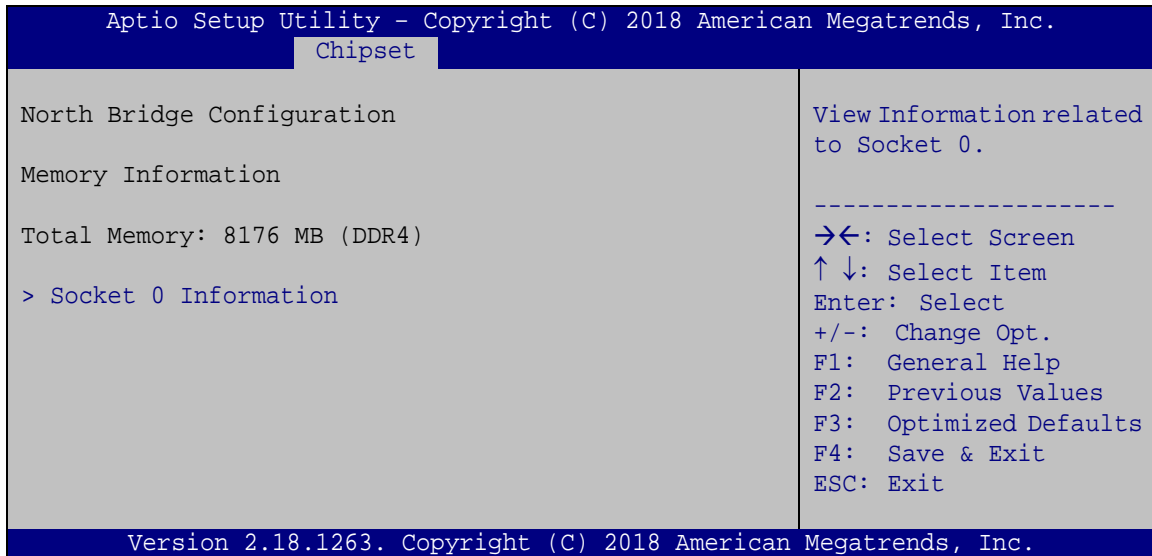 Aptio Setup Utility – Copyright (C) 2018 American Megatrends, Inc.
Chipset
North Bridge Configuration
Memory Information
Total Memory: 8176 MB (DDR4)
> Socket 0 Information
View Information related
to Socket 0.
---------------------
→←: Select Screen
↑ ↓: Select Item
Enter: Select
+/-: Change Opt.
F1: General Help
F2: Previous Values
F3: Optimized Defaults
F4: Save & Exit
ESC: Exit
Version 2.18.1263. Copyright (C) 2018 American Megatrends, Inc.